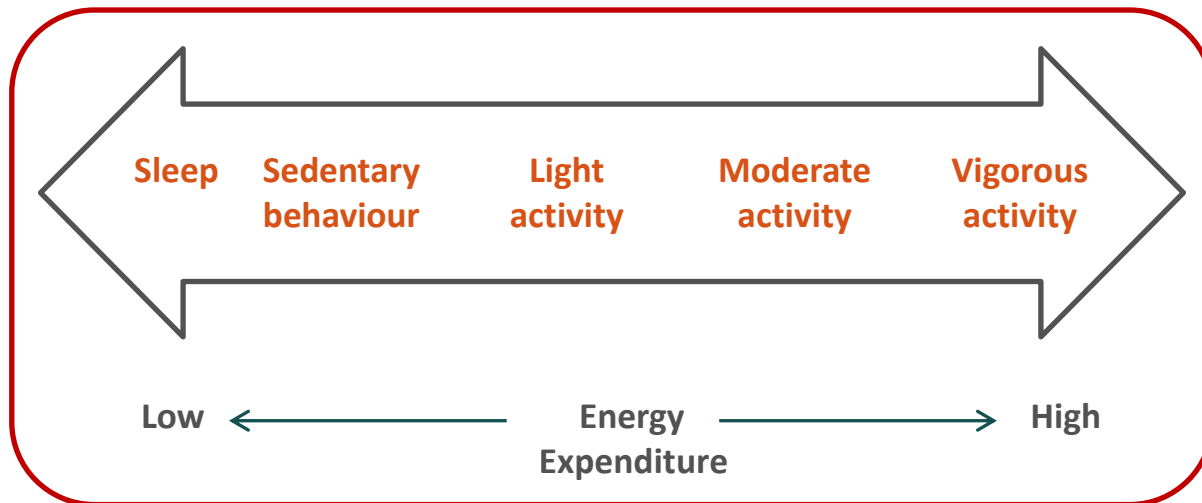 Sleep
Sedentary
behaviour
Light
activity
Moderate
activity
Vigorous
activity
Low
Energy
Expenditure
High